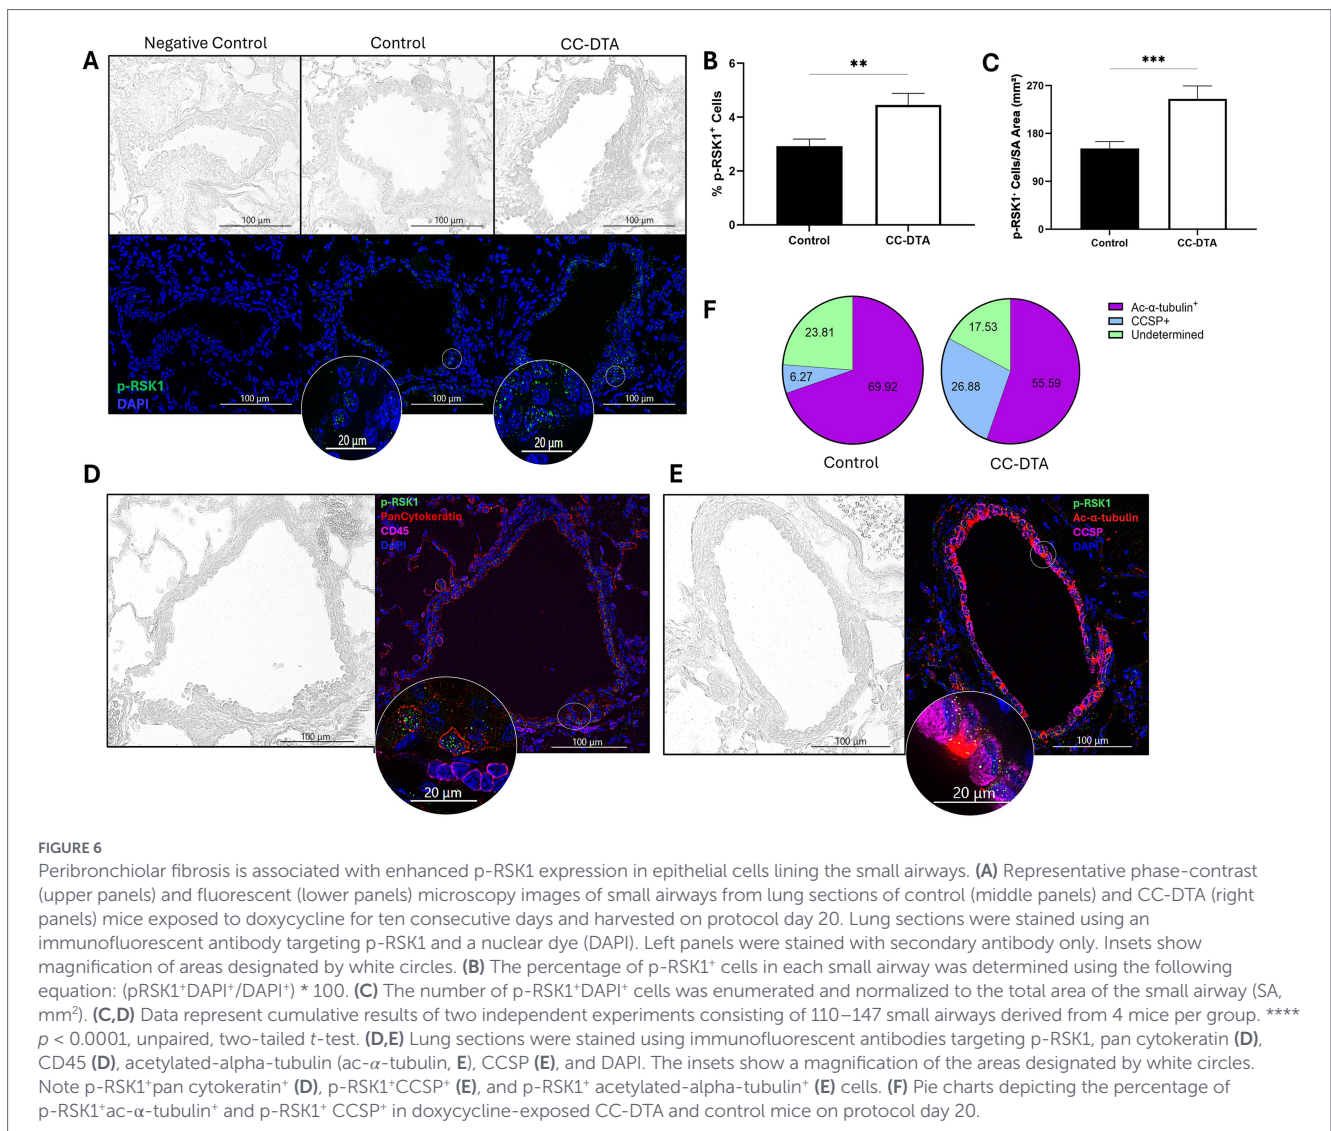 A
Negative Control
Control
CC-DTA
100 µm
100 µm
100 µm
p-RSK1
DAPI
100 µm
100 µm
100 µm
20 µm
20 µm
B
% p-RSK1⁺ Cells
6
4
2
0
**
Control
CC-DTA
C
p-RSK1⁺ Cells/SA Area (mm²)
270
180
90
0
***
Control
CC-DTA
F
23.81
6.27
69.92
Control
17.53
26.88
55.59
CC-DTA
Ac-α-tubulin⁺
CCSP+
Undetermined
D
100 µm
p-RSK1
PanCytokeratin
CD45
DAPI
100 µm
20 µm
E
100 µm
p-RSK1
Ac-α-tubulin
CCSP
DAPI
100 µm
20 µm
FIGURE 6
Peribronchiolar fibrosis is associated with enhanced p-RSK1 expression in epithelial cells lining the small airways. (A) Representative phase-contrast
(upper panels) and fluorescent (lower panels) microscopy images of small airways from lung sections of control (middle panels) and CC-DTA (right
panels) mice exposed to doxycycline for ten consecutive days and harvested on protocol day 20. Lung sections were stained using an
immunofluorescent antibody targeting p-RSK1 and a nuclear dye (DAPI). Left panels were stained with secondary antibody only. Insets show
magnification of areas designated by white circles. (B) The percentage of p-RSK1⁺ cells in each small airway was determined using the following
equation: (pRSK1⁺DAPI⁺/DAPI⁺) * 100. (C) The number of p-RSK1⁺DAPI⁺ cells was enumerated and normalized to the total area of the small airway (SA,
mm²). (C,D) Data represent cumulative results of two independent experiments consisting of 110–147 small airways derived from 4 mice per group. ****
p < 0.0001, unpaired, two-tailed t-test. (D,E) Lung sections were stained using immunofluorescent antibodies targeting p-RSK1, pan cytokeratin (D),
CD45 (D), acetylated-alpha-tubulin (ac-α-tubulin, E), CCSP (E), and DAPI. The insets show a magnification of the areas designated by white circles.
Note p-RSK1⁺pan cytokeratin⁺ (D), p-RSK1⁺CCSP⁺ (E), and p-RSK1⁺ acetylated-alpha-tubulin⁺ (E) cells. (F) Pie charts depicting the percentage of
p-RSK1⁺ac-α-tubulin⁺ and p-RSK1⁺ CCSP⁺ in doxycycline-exposed CC-DTA and control mice on protocol day 20.